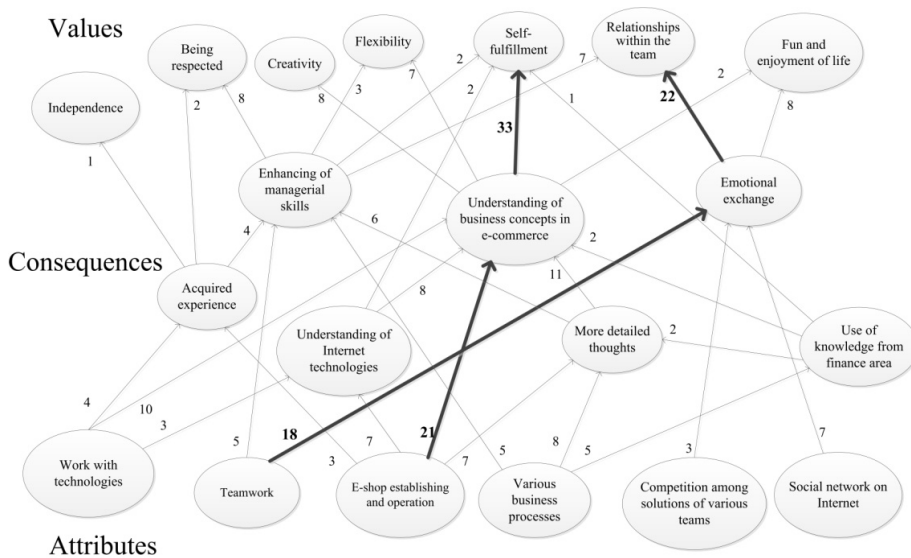 Values
Being
respected
Creativity
Flexibility
Self-
fulfillment
Relationships
within the
team
Fun and
enjoyment of life
Independence
2
8
8
3
7
2
2
7
1
2
8
22
33
1
Enhancing of
managerial
skills
Understanding of
business concepts in
e-commerce
Emotional
exchange
4
6
2
Consequences
Acquired
experience
8
11
Understanding of
Internet
technologies
More detailed
thoughts
2
Use of
knowledge from
finance area
4
10
3
5
18
3
7
21
7
5
8
5
3
7
Work with
technologies
Teamwork
E-shop establishing
and operation
Various
business
processes
Competition among
solutions of various
teams
Social network on
Internet
Attributes